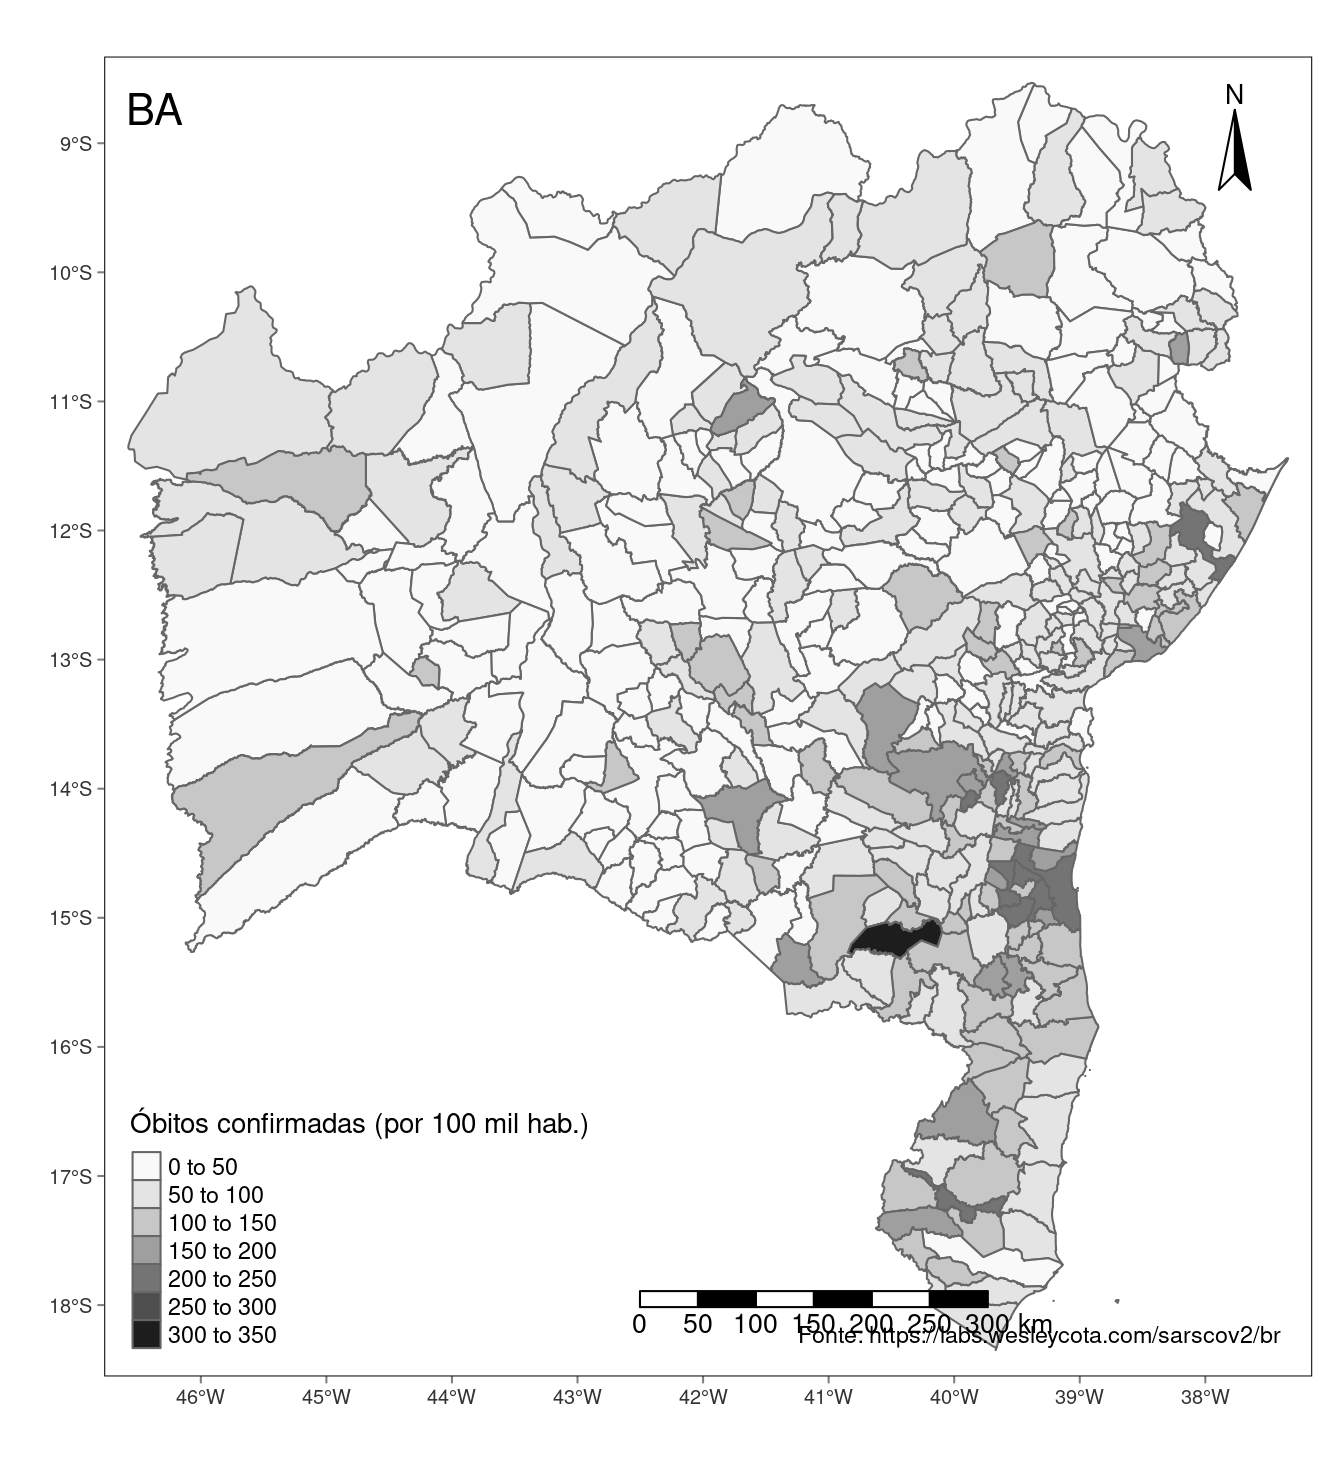 BA
N
9°S
10°S
11°S
12°S
13°S
14°S
15°S
16°S
17°S
18°S
Óbitos confirmadas (por 100 mil hab.)
0 to 50
50 to 100
100 to 150
150 to 200
200 to 250
250 to 300
300 to 350
0 50 100 150 200 250 300 km
Fonte: https://labs.wesleycota.com/sarscov2/br
46°W 45°W 44°W 43°W 42°W 41°W 40°W 39°W 38°W